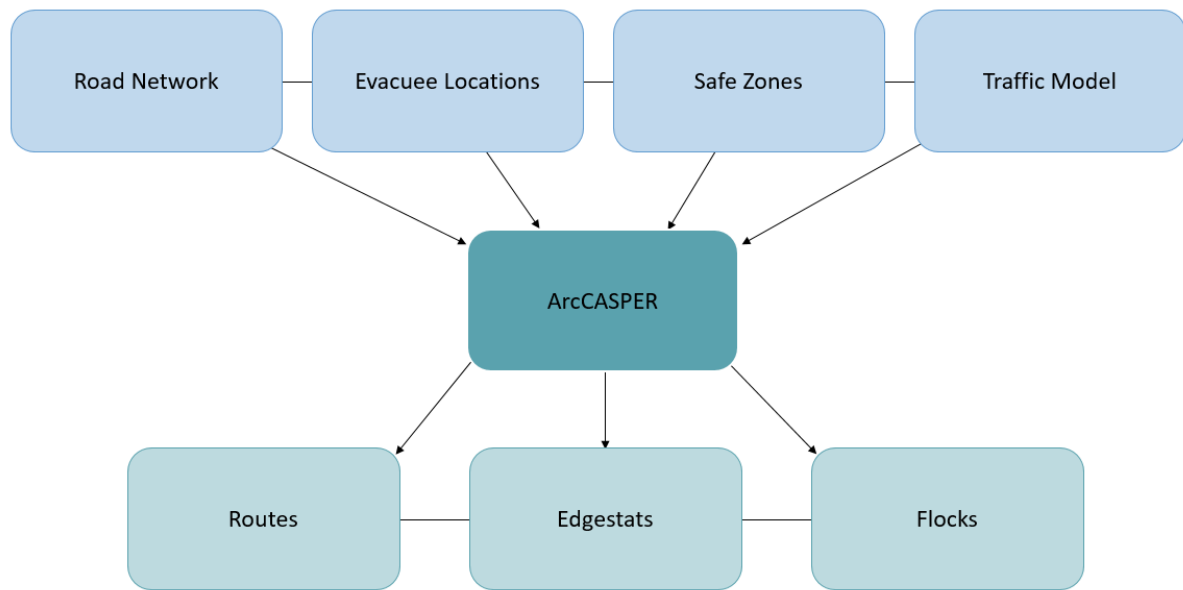 Road Network
Evacuee Locations
Safe Zones
Traffic Model
ArcCASPER
Routes
Edgestats
Flocks